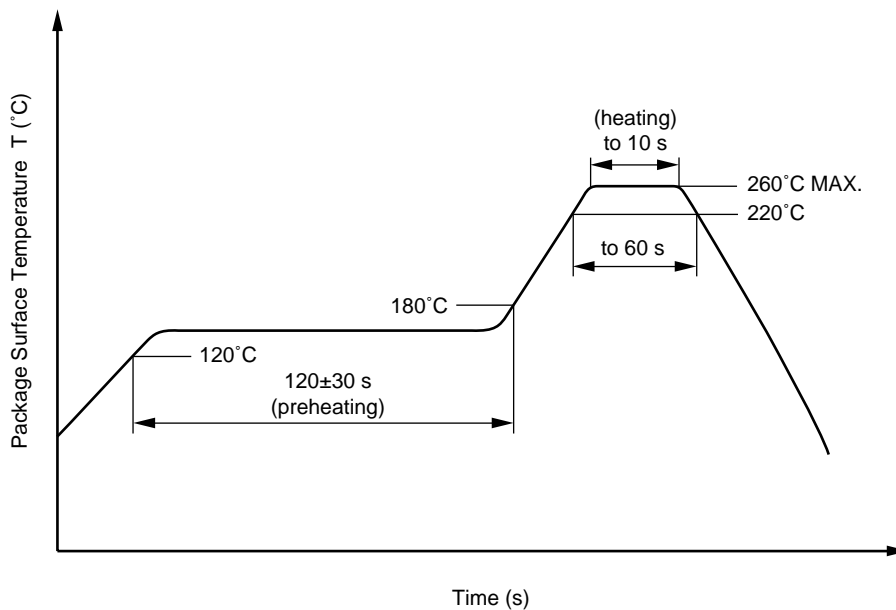 Package Surface Temperature T (˚C)
(heating)
to 10 s
260˚C MAX.
220˚C
to 60 s
180˚C
120˚C
120±30 s
(preheating)
Time (s)